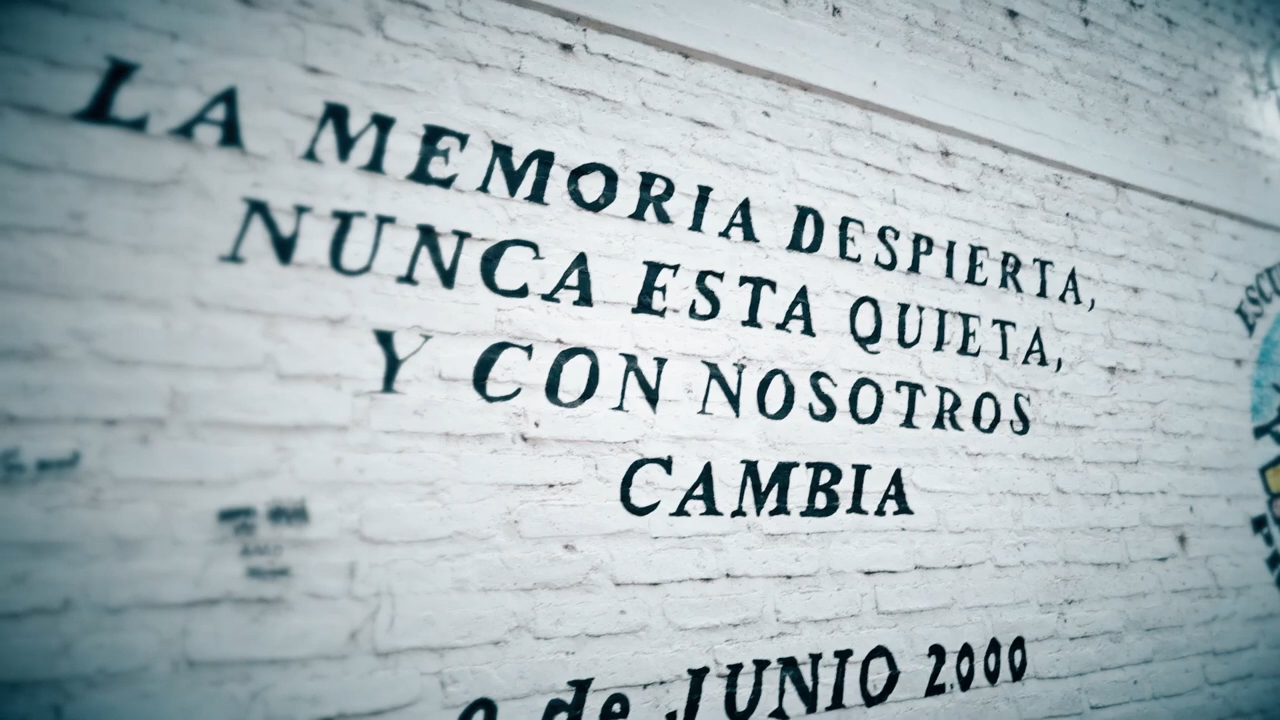 LA MEMORIA DESPIERTA,
NUNCA ESTA QUIETA,
Y CON NOSOTROS
CAMBIA
de JUNIO 2000